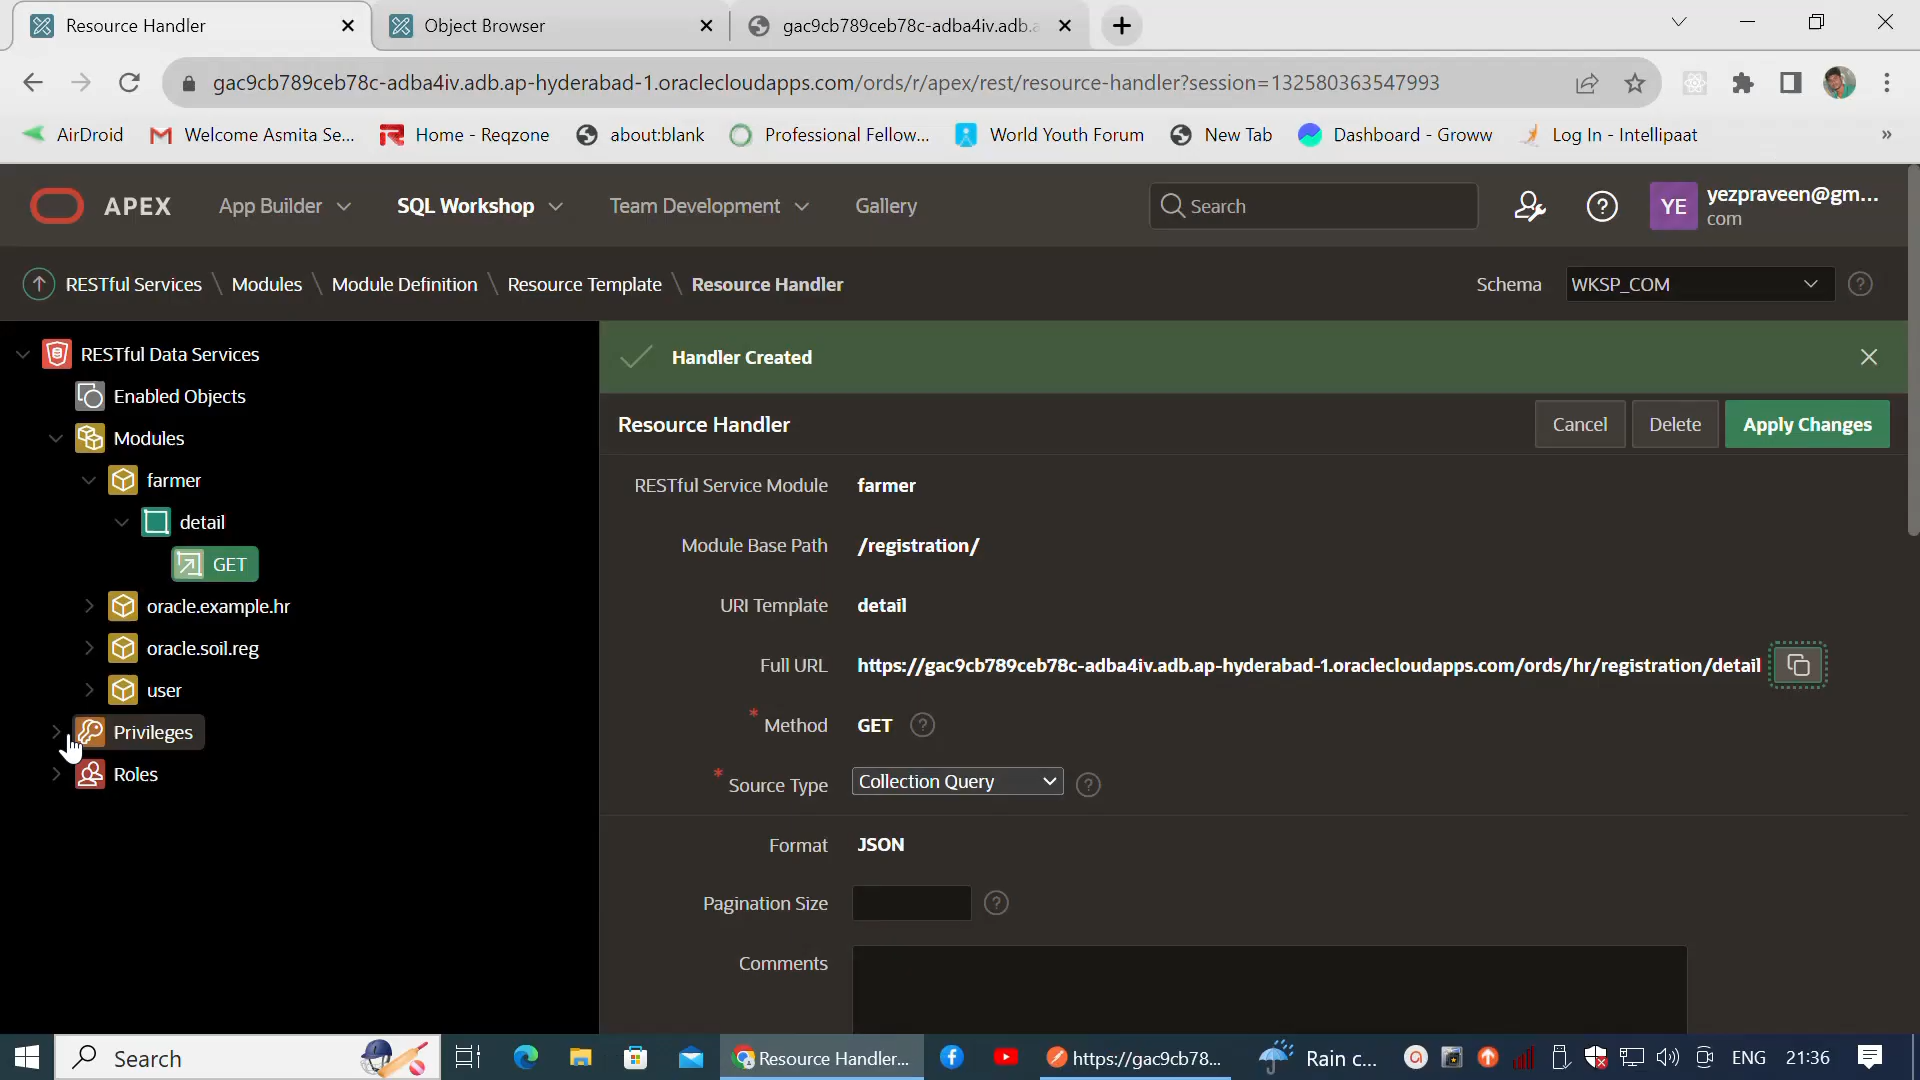 Resource Handler
Object Browser
gac9cb789ceb78c-adba4iv.adb.a
gac9cb789ceb78c-adba4iv.adb.ap-hyderabad-1.oraclecloudapps.com/ords/r/apex/rest/resource-handler?session=132580363547993
AirDroid
Welcome Asmita Se...
Home - Reqzone
about:blank
Professional Fellow...
World Youth Forum
New Tab
Dashboard - Groww
Log In - Intellipaat
»
APEX
App Builder
SQL Workshop
Team Development
Gallery
Search
YE
yezpraveen@gm...
com
RESTful Services \ Modules \ Module Definition \ Resource Template \ Resource Handler
Schema
WKSP_COM
RESTful Data Services
Enabled Objects
Modules
farmer
detail
GET
oracle.example.hr
oracle.soil.reg
user
Privileges
Roles
Handler Created
Resource Handler
Cancel
Delete
Apply Changes
RESTful Service Module farmer
Module Base Path /registration/
URI Template detail
Full URL https://gac9cb789ceb78c-adba4iv.adb.ap-hyderabad-1.oraclecloudapps.com/ords/hr/registration/detail
* Method GET
* Source Type Collection Query
Format JSON
Pagination Size
Comments
Search
Resource Handler...
https://gac9cb78...
Rain c...
ENG
21:36